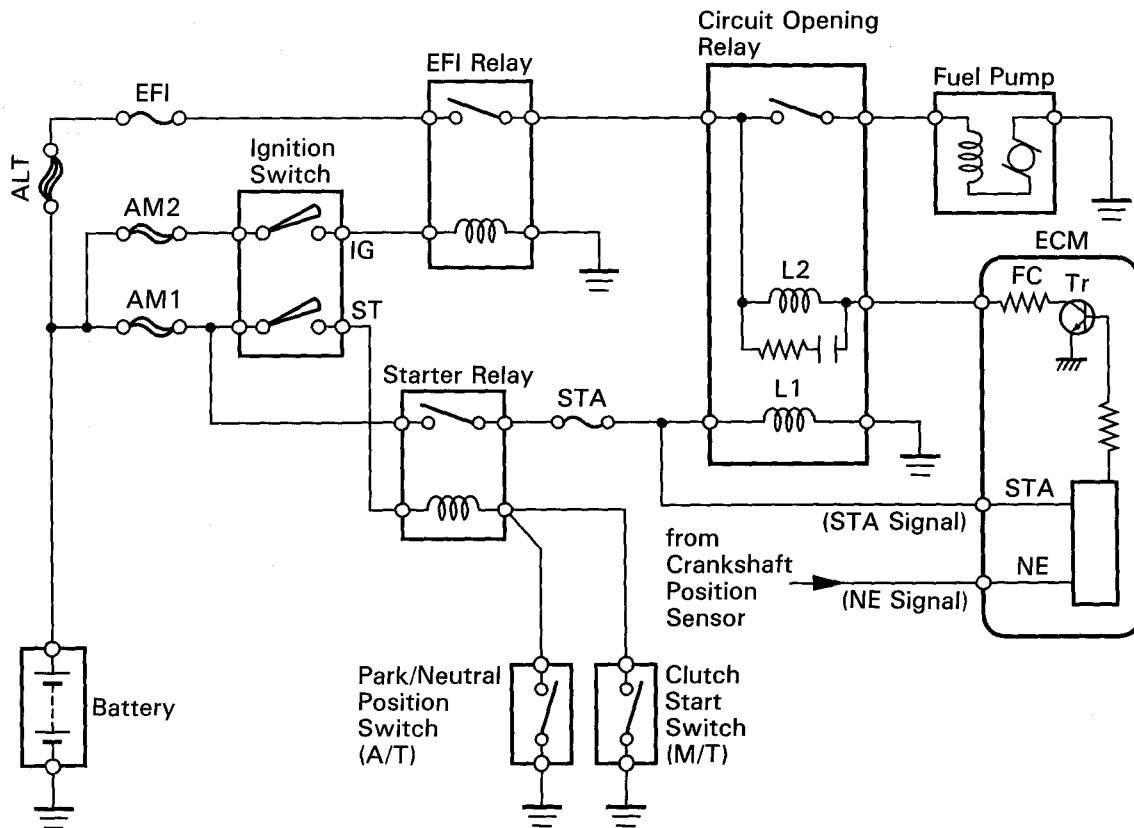 Circuit Opening
Relay
EFI Relay
Fuel Pump
EFI
Ignition
Switch
ALT
AM2
IG
ECM
FC
Tr
L2
AM1
ST
Starter Relay
STA
L1
STA
(STA Signal)
from
Crankshaft
Position
Sensor
NE
(NE Signal)
Battery
Park/Neutral
Position
Switch
(A/T)
Clutch
Start
Switch
(M/T)